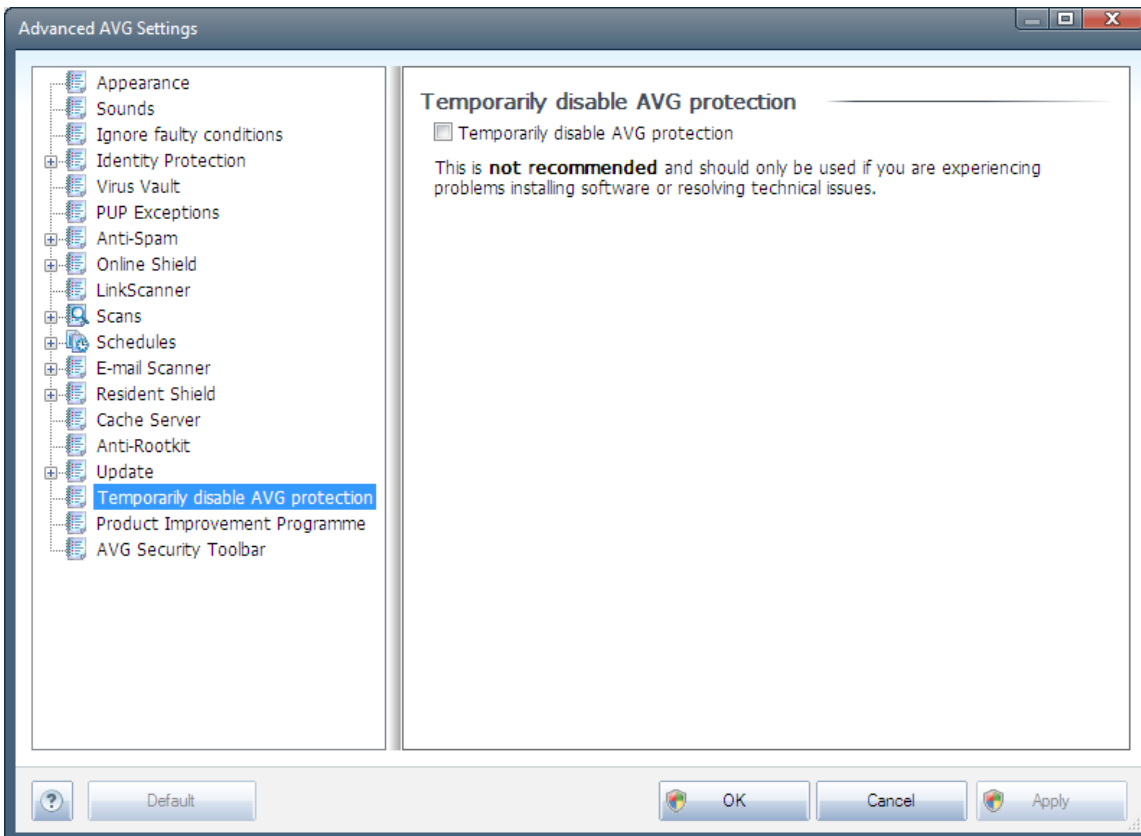 Advanced AVG Settings
Appearance
Sounds
Ignore faulty conditions
Identity Protection
Virus Vault
PUP Exceptions
Anti-Spam
Online Shield
LinkScanner
Scans
Schedules
E-mail Scanner
Resident Shield
Cache Server
Anti-Rootkit
Update
Temporarily disable AVG protection
Product Improvement Programme
AVG Security Toolbar
Temporarily disable AVG protection
Temporarily disable AVG protection
This is not recommended and should only be used if you are experiencing
problems installing software or resolving technical issues.
?
Default
OK
Cancel
Apply